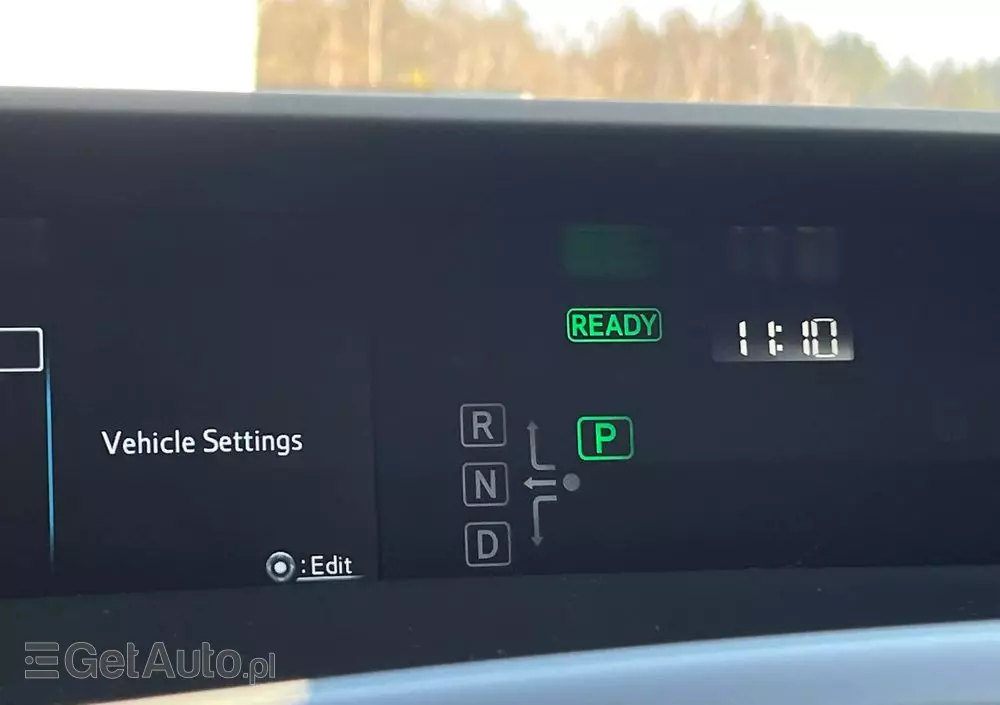 READY
11:10
R
P
N
D
Vehicle Settings
: Edit
GetAuto.pl